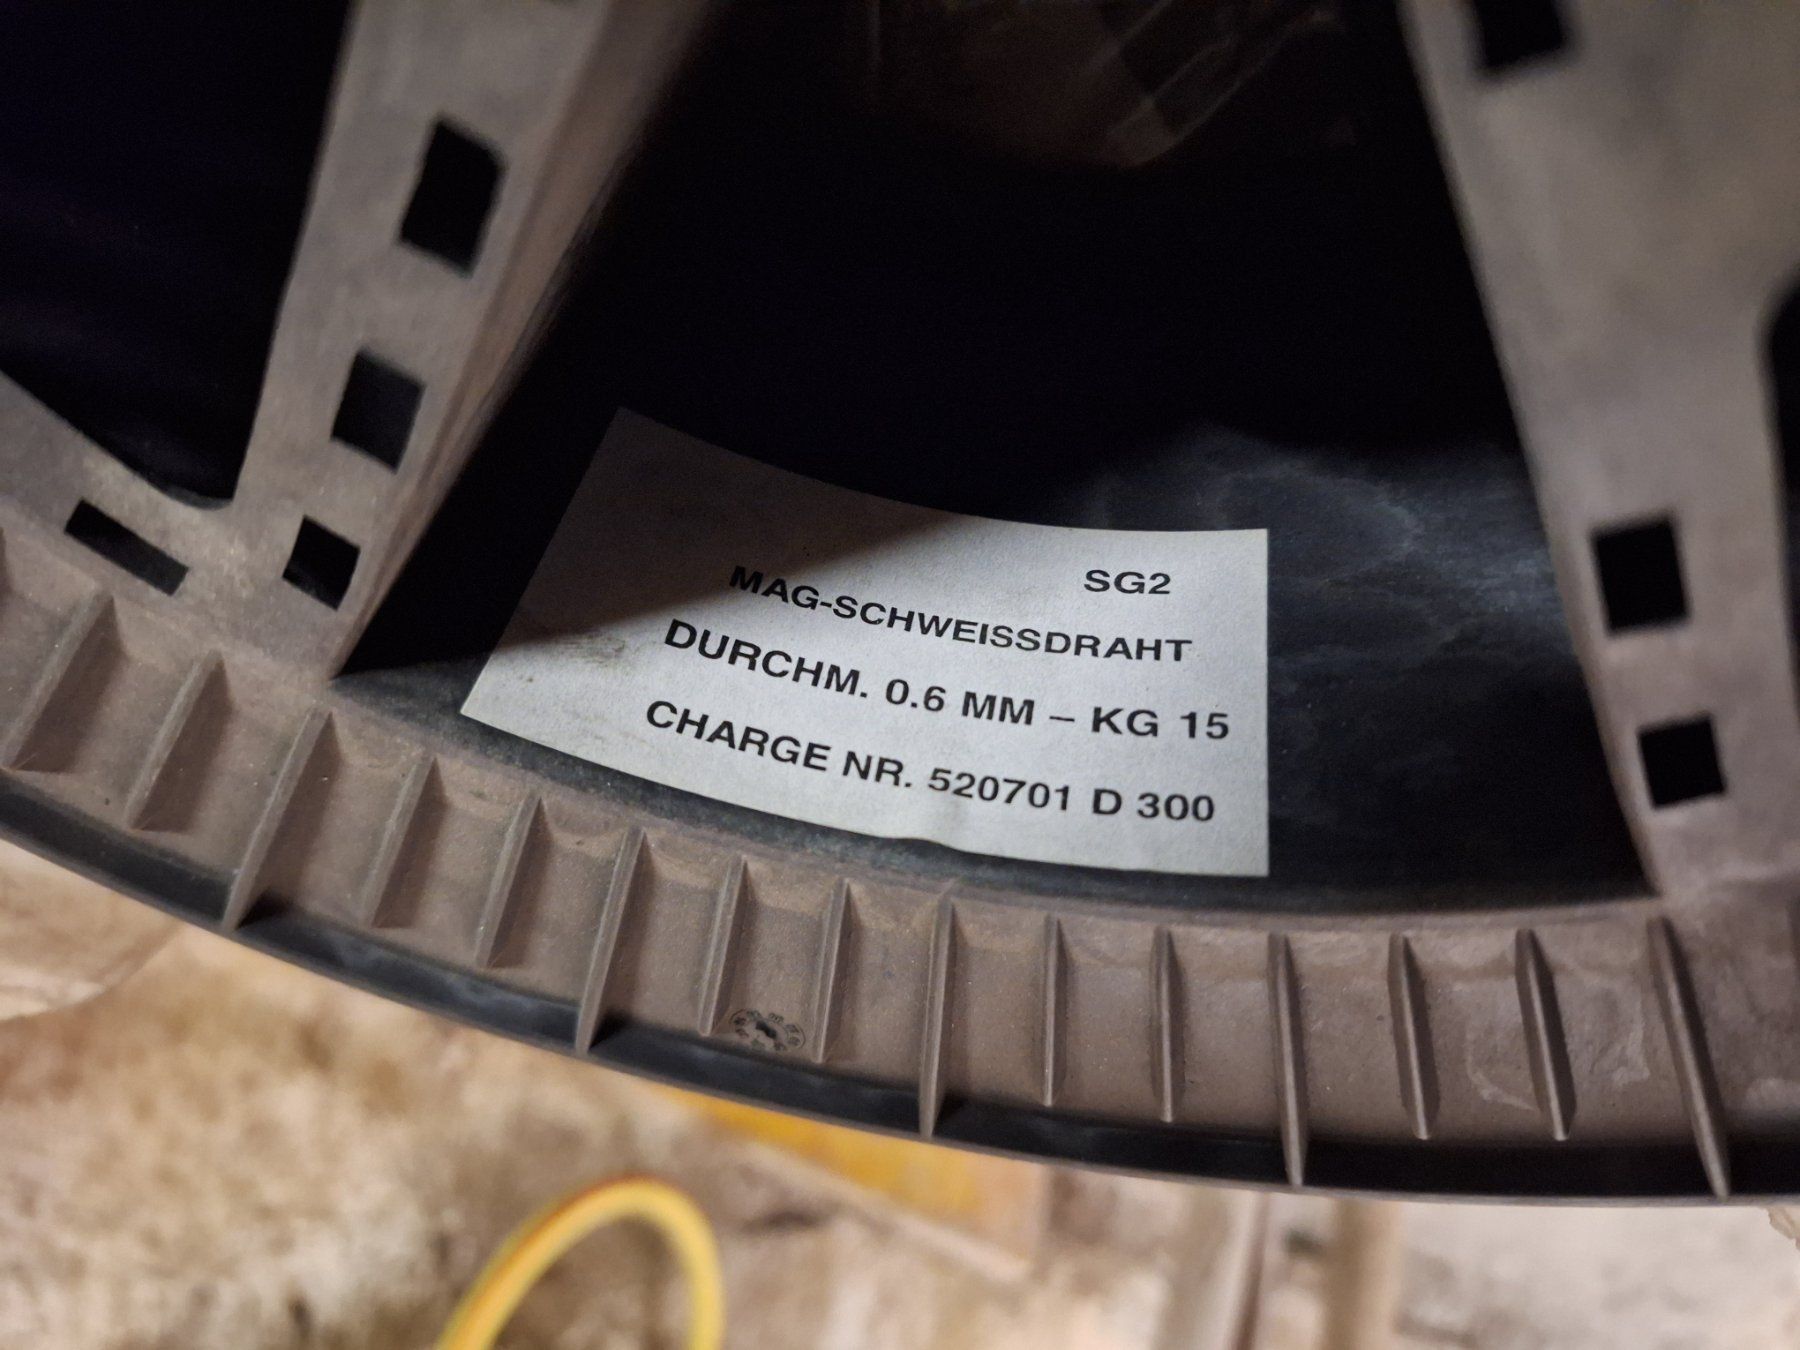 SG2
MAG-SCHWEISSDRAHT
DURCHM. 0.6 MM – KG 15
CHARGE NR. 520701 D 300